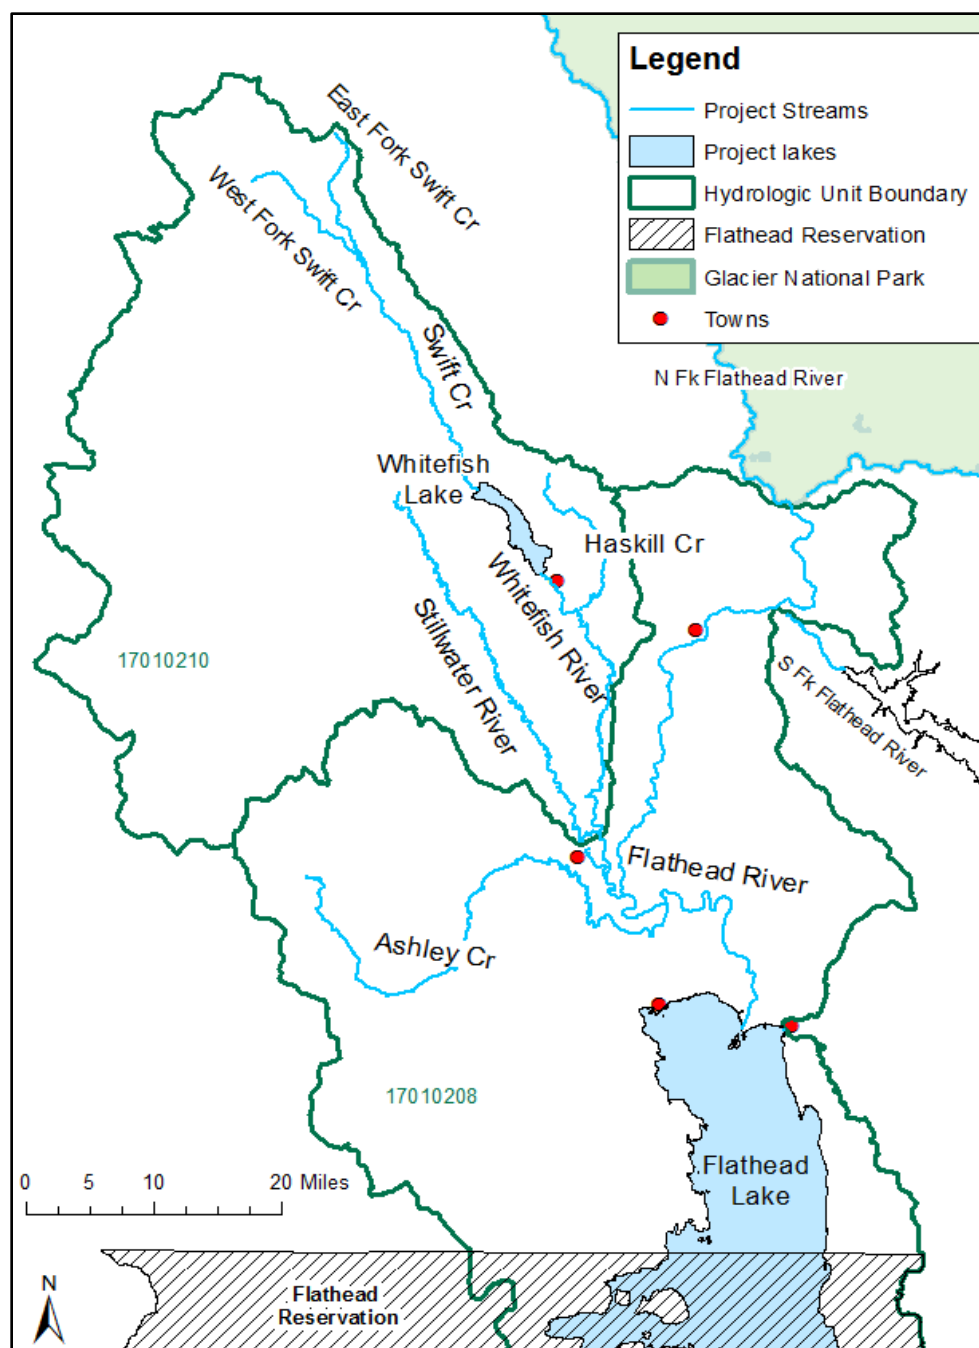 Legend
Project Streams
Project lakes
Hydrologic Unit Boundary
Flathead Reservation
Glacier National Park
Towns
East Fork Swift Cr
West Fork Swift Cr
Swift Cr
N Fk Flathead River
Whitefish
Lake
Haskill Cr
Whitefish River
Stillwater River
17010210
S Fk Flathead River
Flathead River
Ashley Cr
17010208
Flathead
Lake
0 5 10 20 Miles
N
Flathead
Reservation